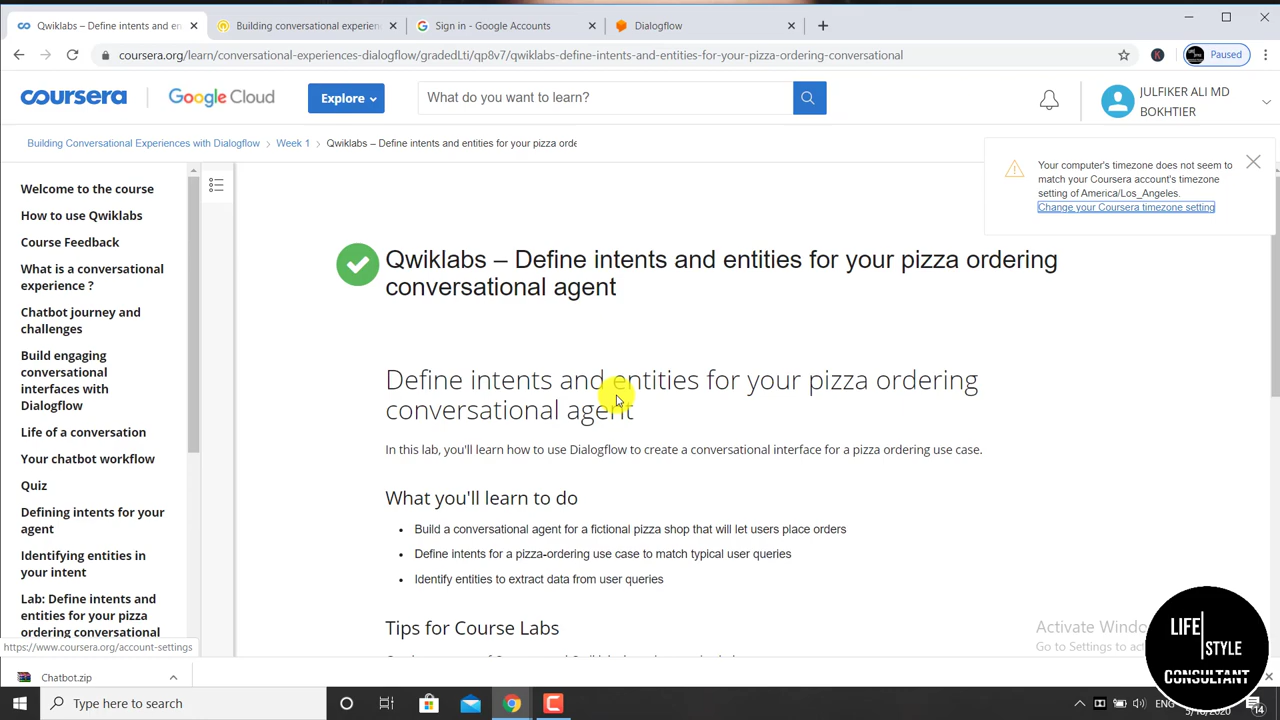 Qwiklabs – Define intents and en
Building conversational experien
Sign in - Google Accounts
Dialogflow
coursera.org/learn/conversational-experiences-dialogflow/gradedLti/qp8v7/qwiklabs-define-intents-and-entities-for-your-pizza-ordering-conversational
K
Paused
coursera
Google Cloud
Explore
What do you want to learn?
JULFIKER ALI MD
BOKHTIER
Building Conversational Experiences with Dialogflow > Week 1 > Qwiklabs – Define intents and entities for your pizza orde
Your computer's timezone does not seem to
match your Coursera account's timezone
setting of America/Los_Angeles.
Change your Coursera timezone setting
Welcome to the course
How to use Qwiklabs
Course Feedback
What is a conversational
experience ?
Chatbot journey and
challenges
Build engaging
conversational
interfaces with
Dialogflow
Life of a conversation
Your chatbot workflow
Quiz
Defining intents for your
agent
Identifying entities in
your intent
Lab: Define intents and
entities for your pizza
ordering conversational
Qwiklabs – Define intents and entities for your pizza ordering
conversational agent
Define intents and entities for your pizza ordering
conversational agent
In this lab, you'll learn how to use Dialogflow to create a conversational interface for a pizza ordering use case.
What you'll learn to do
• Build a conversational agent for a fictional pizza shop that will let users place orders
• Define intents for a pizza-ordering use case to match typical user queries
• Identify entities to extract data from user queries
Tips for Course Labs
Activate Windo
Go to Settings to act
LIFE
STYLE
CONSULTANT
https://www.coursera.org/account-settings
Chatbot.zip
Type here to search
ENG
14